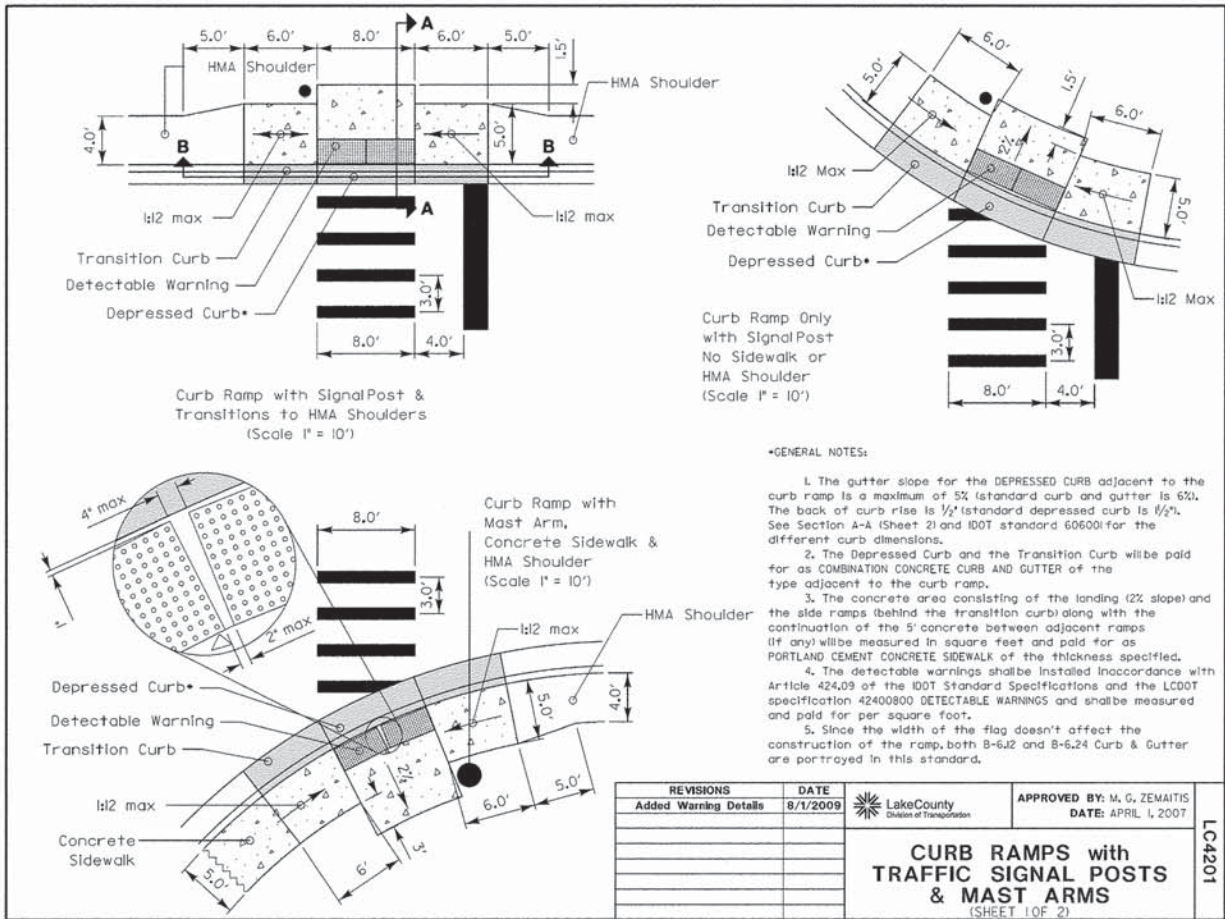 5.0'
6.0'
8.0'
A
6.0'
5.0'
1.5'
HMA Shoulder
HMA Shoulder
4.0'
B
5.0'
B
1:12 max
A
1:12 max
Transition Curb
Detectable Warning
Depressed Curb*
3.0'
8.0'
4.0'
Curb Ramp with Signal Post &
Transitions to HMA Shoulders
(Scale 1" = 10')
6.0'
5.0'
1.5'
6.0'
2%
1:12 Max
Transition Curb
Detectable Warning
Depressed Curb*
5.0'
1:12 Max
Curb Ramp Only
with Signal Post
No Sidewalk or
HMA Shoulder
(Scale 1" = 10')
3.0'
8.0'
4.0'
4" max
1"
2" max
8.0'
3.0'
Curb Ramp with
Mast Arm,
Concrete Sidewalk &
HMA Shoulder
(Scale 1" = 10')
HMA Shoulder
1:12 max
Depressed Curb*
Detectable Warning
Transition Curb
1:12 max
Concrete
Sidewalk
5.0'
6'
3'
2%
6.0'
5.0'
5.0'
4.0'
*GENERAL NOTES:
1. The gutter slope for the DEPRESSED CURB adjacent to the
curb ramp is a maximum of 5% (standard curb and gutter is 6%).
The back of curb rise is 1/2" (standard depressed curb is 1 1/2").
See Section A-A (Sheet 2) and IDOT standard 606001 for the
different curb dimensions.
2. The Depressed Curb and the Transition Curb will be paid
for as COMBINATION CONCRETE CURB AND GUTTER of the
type adjacent to the curb ramp.
3. The concrete area consisting of the landing (2% slope) and
the side ramps (behind the transition curb) along with the
continuation of the 5' concrete between adjacent ramps
(if any) will be measured in square feet and paid for as
PORTLAND CEMENT CONCRETE SIDEWALK of the thickness specified.
4. The detectable warnings shall be installed inaccordance with
Article 424.09 of the IDOT Standard Specifications and the LCDOT
specification 42400800 DETECTABLE WARNINGS and shall be measured
and paid for per square foot.
5. Since the width of the flag doesn't affect the
construction of the ramp, both B-6.12 and B-6.24 Curb & Gutter
are portrayed in this standard.
REVISIONS DATE
Added Warning Details 8/1/2009
LakeCounty
Division of Transportation
APPROVED BY: M. G. ZEMAITIS
DATE: APRIL 1, 2007
CURB RAMPS with
TRAFFIC SIGNAL POSTS
& MAST ARMS
(SHEET 1 OF 2)
LC4201